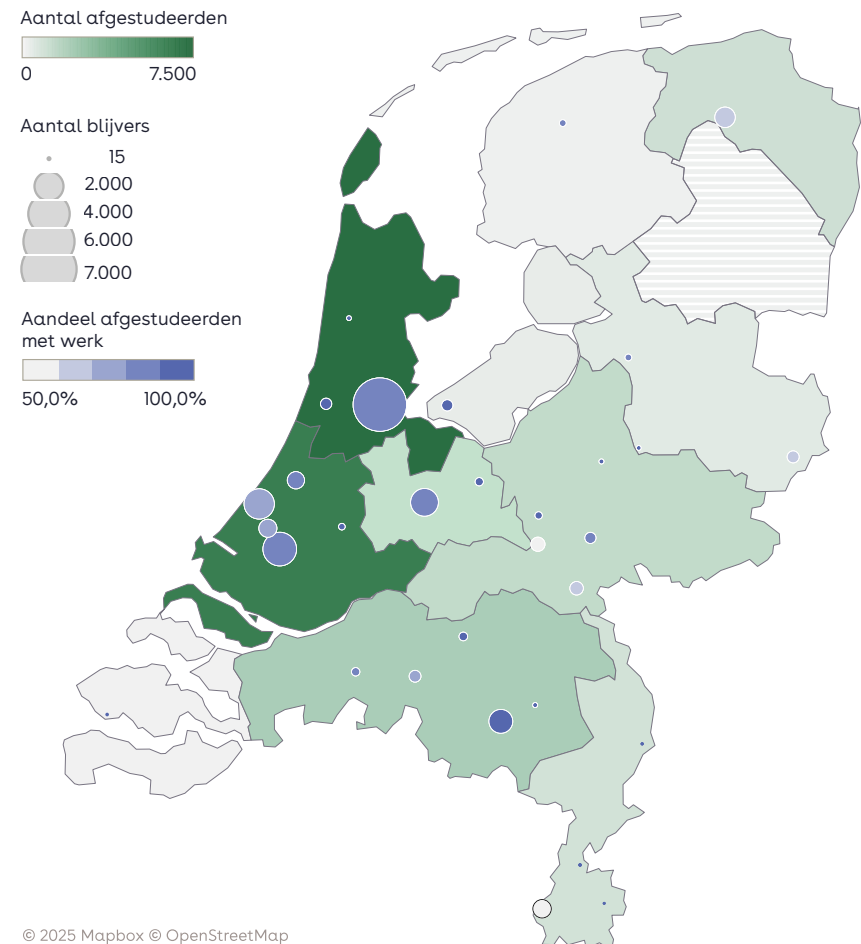 Aantal afgestudeerden
0 7.500
Aantal blijvers
15
2.000
4.000
6.000
7.000
Aandeel afgestudeerden
met werk
50,0% 100,0%
© 2025 Mapbox © OpenStreetMap